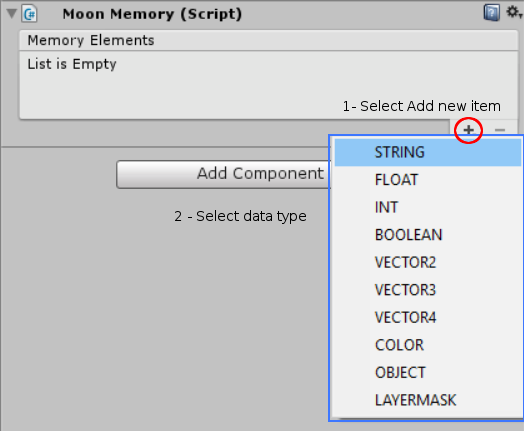 Moon Memory (Script)
Memory Elements
List is Empty
1- Select Add new item
Add Component
2 - Select data type
STRING
FLOAT
INT
BOOLEAN
VECTOR2
VECTOR3
VECTOR4
COLOR
OBJECT
LAYERMASK